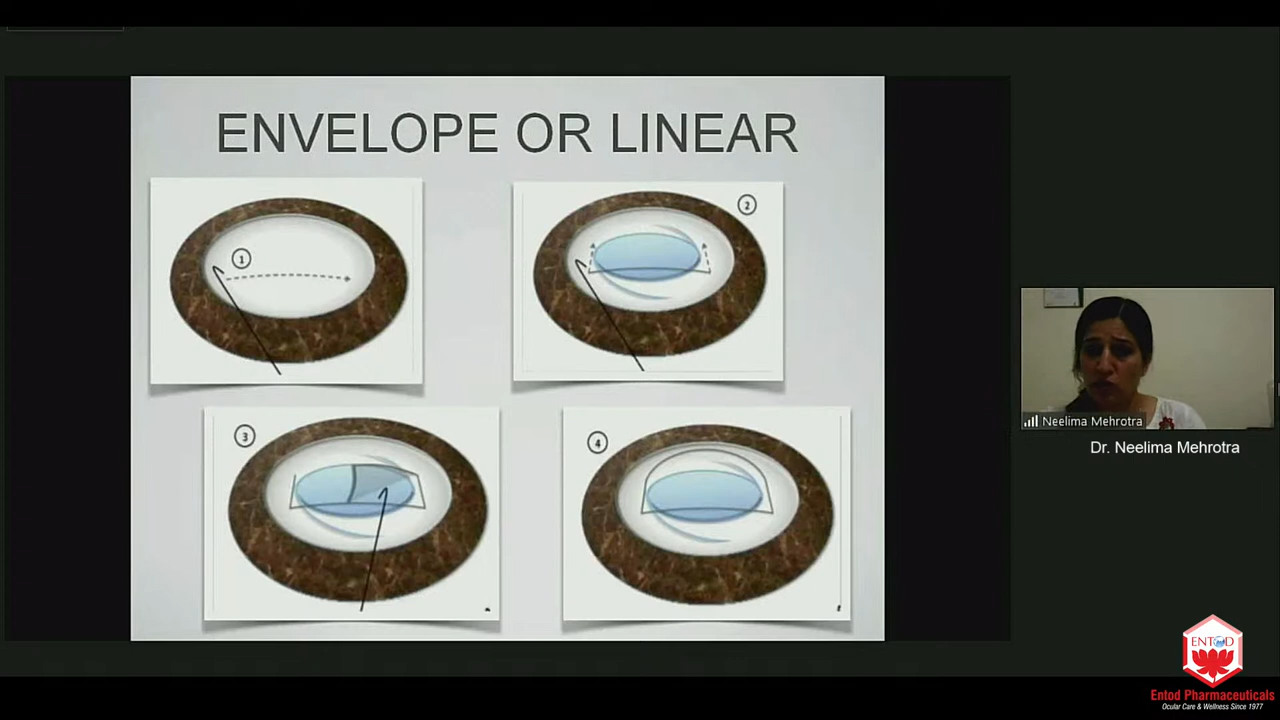 ENVELOPE OR LINEAR
1
2
3
4
Neelima Mehrotra
Dr. Neelima Mehrotra
ENTOD
Entod Pharmaceuticals
Ocular Care & Wellness Since 1977